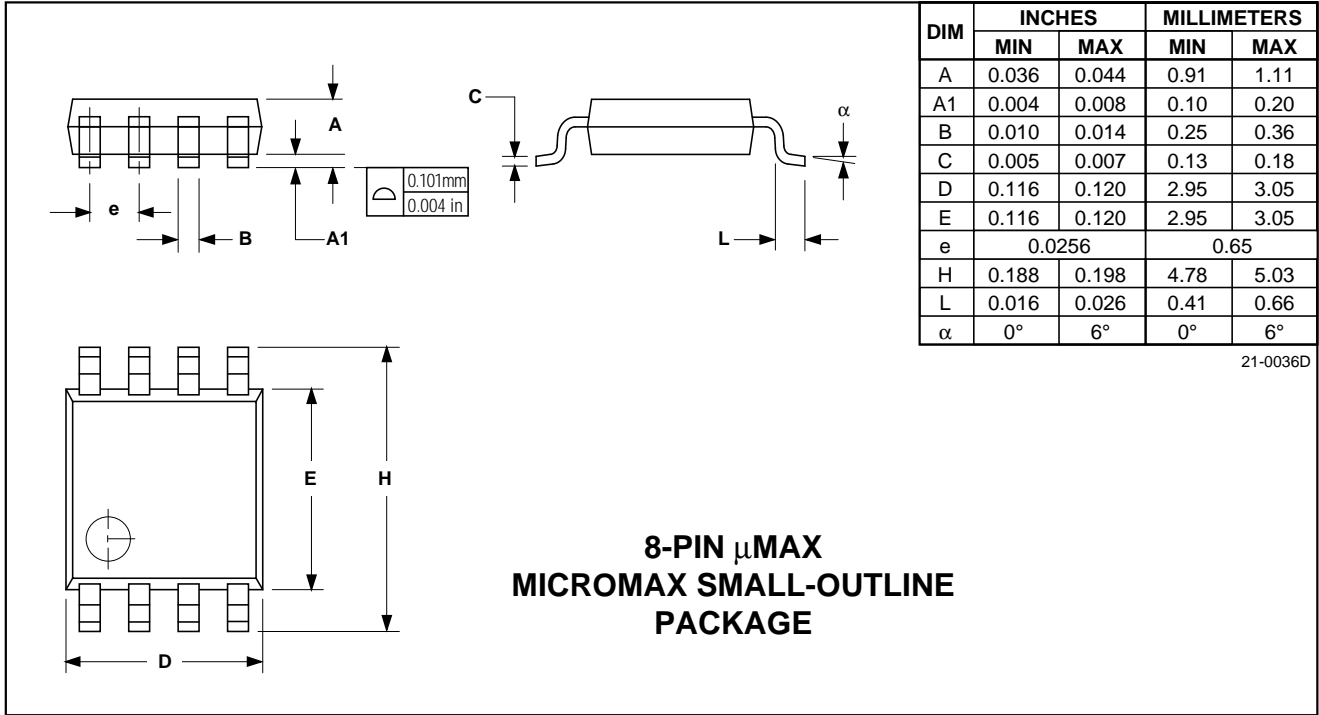 DIM INCHES MILLIMETERS
MIN MAX MIN MAX
A 0.036 0.044 0.91 1.11
A1 0.004 0.008 0.10 0.20
B 0.010 0.014 0.25 0.36
C 0.005 0.007 0.13 0.18
D 0.116 0.120 2.95 3.05
E 0.116 0.120 2.95 3.05
e 0.0256 0.65
H 0.188 0.198 4.78 5.03
L 0.016 0.026 0.41 0.66
α 0° 6° 0° 6°
21-0036D
A
C
α
0.101mm
0.004 in
e
B
A1
L
E
H
D
8-PIN μMAX
MICROMAX SMALL-OUTLINE
PACKAGE